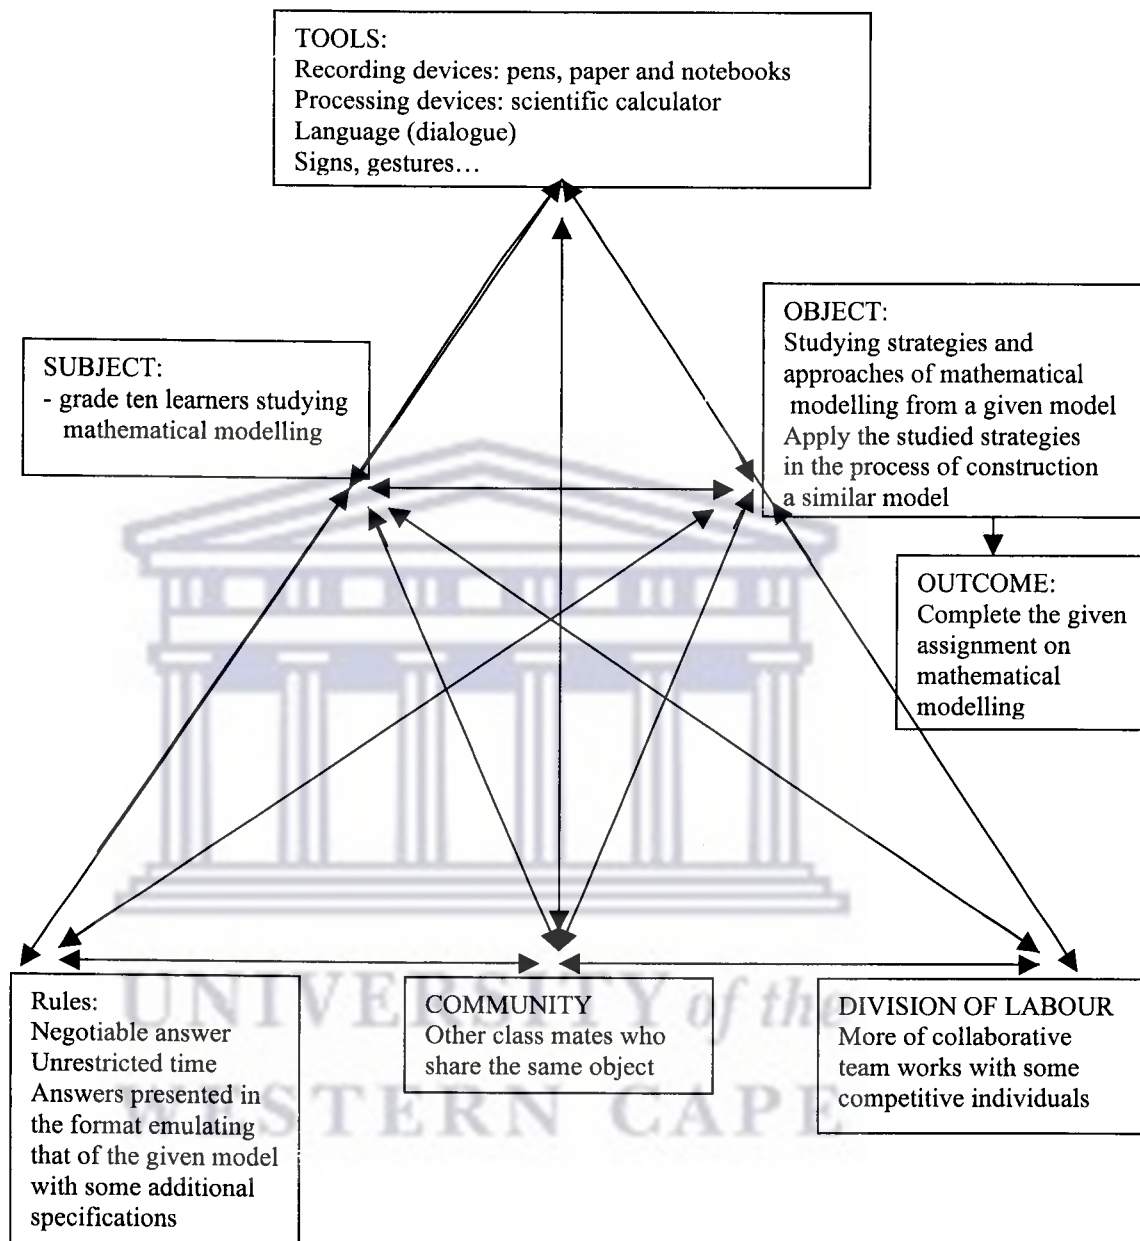 TOOLS:
Recording devices: pens, paper and notebooks
Processing devices: scientific calculator
Language (dialogue)
Signs, gestures…
SUBJECT:
- grade ten learners studying
mathematical modelling
OBJECT:
Studying strategies and
approaches of mathematical
modelling from a given model
Apply the studied strategies
in the process of construction
a similar model
OUTCOME:
Complete the given
assignment on
mathematical
modelling
Rules:
Negotiable answer
Unrestricted time
Answers presented in
the format emulating
that of the given model
with some additional
specifications
COMMUNITY
Other class mates who
share the same object
DIVISION OF LABOUR
More of collaborative
team works with some
competitive individuals
UNIVERSITY of the
WESTERN CAPE